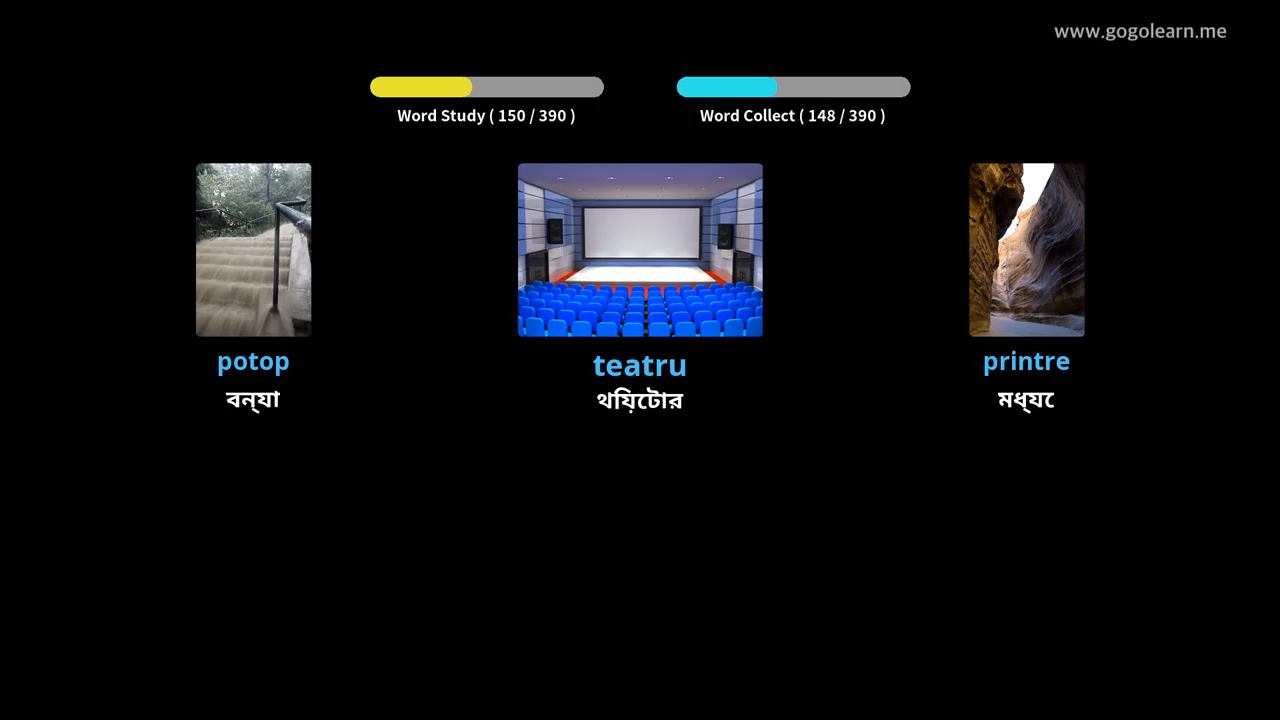 www.gogolearn.me
Word Study ( 150 / 390 )
Word Collect ( 148 / 390 )
potop
teatru
printre
বন্যা
থিয়েটার
মধ্যে